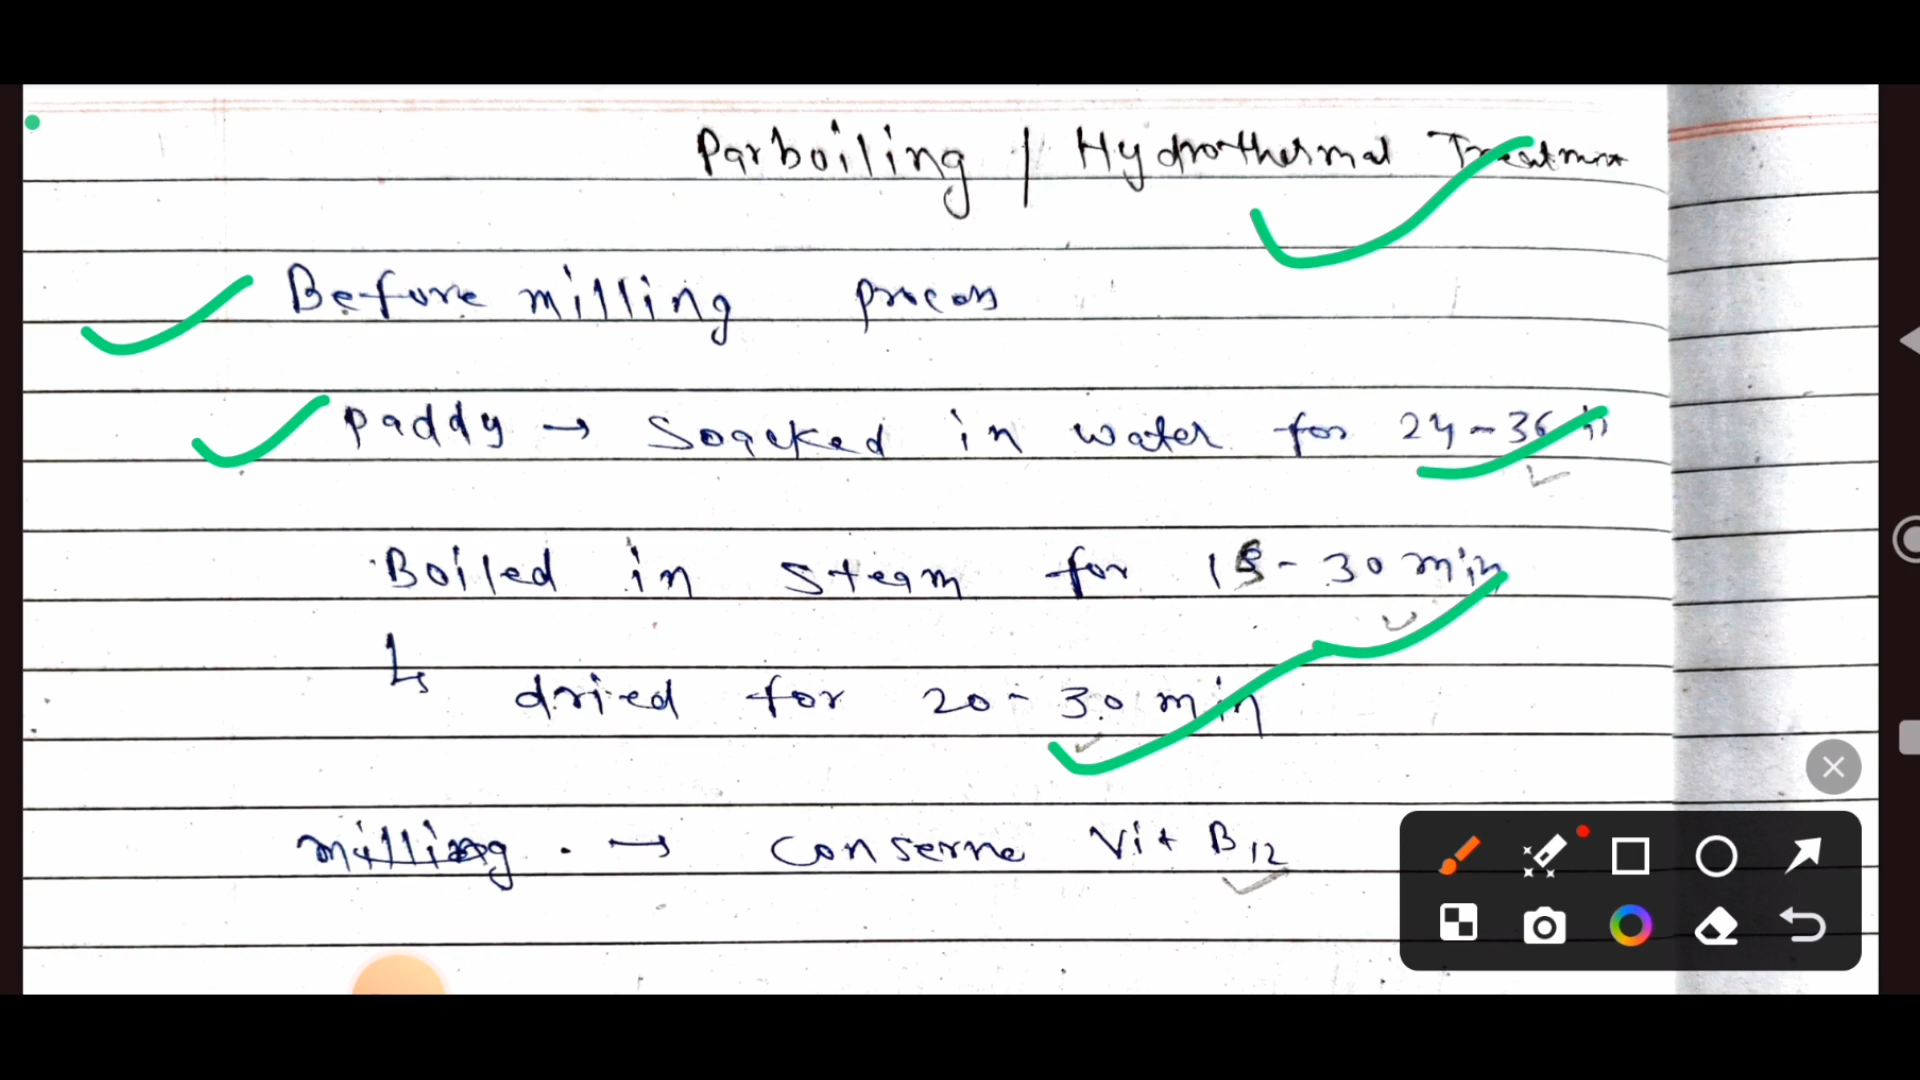 Parboiling / Hydrothermal Treatment
Before milling process
Paddy → Soacked in water for 24-36 h
Boiled in steam for 15-30 min
↳ dried for 20-30 min
milling. → Conserve Vit B12